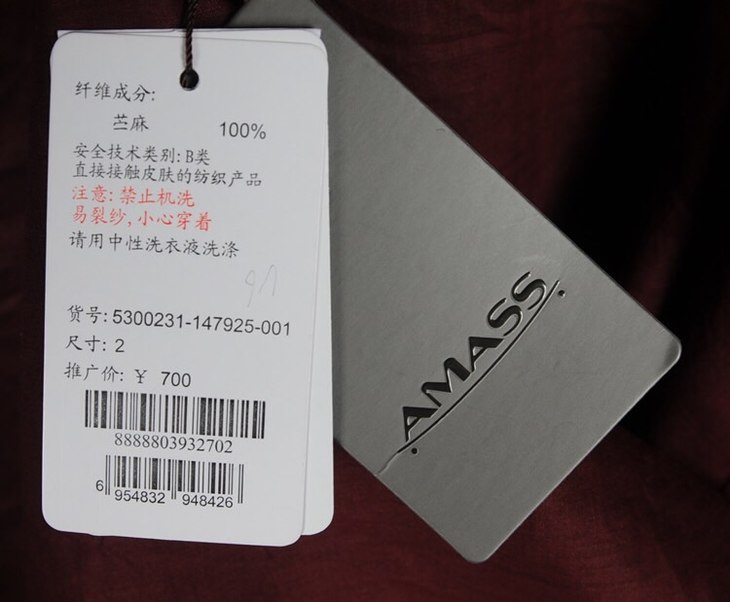 纤维成分:
苎麻 100%
安全技术类别: B类
直接接触皮肤的纺织产品
注意: 禁止机洗
易裂纱, 小心穿着
请用中性洗衣液洗涤
货号: 5300231-147925-001
尺寸: 2
推广价: ¥ 700
8888803932702
6 954832 948426
AMASS